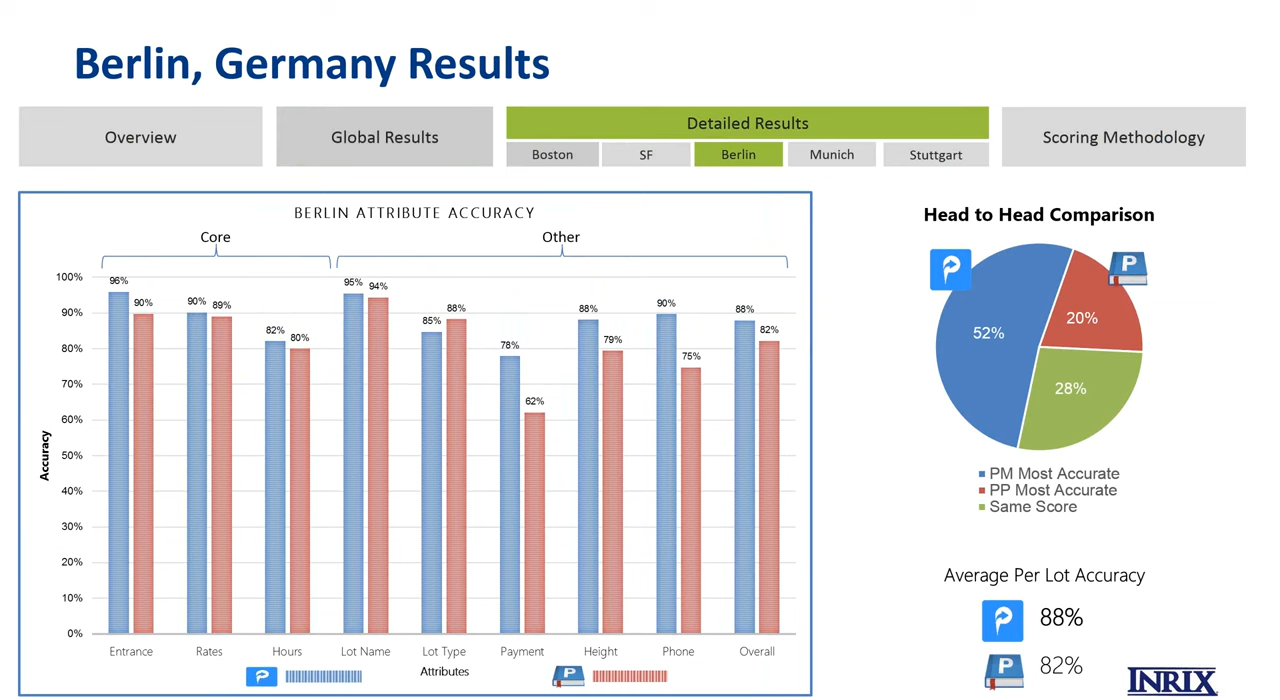 Berlin, Germany Results
Overview
Global Results
Detailed Results
Boston
SF
Berlin
Munich
Stuttgart
Scoring Methodology
BERLIN ATTRIBUTE ACCURACY
Core
Other
Accuracy
100%
90%
80%
70%
60%
50%
40%
30%
20%
10%
0%
96% 90%
90% 89%
82% 80%
95% 94%
85% 88%
78% 62%
88% 79%
90% 75%
88% 82%
Entrance Rates Hours Lot Name Lot Type Payment Height Phone Overall
P
Attributes
P
Head to Head Comparison
P
P
52%
20%
28%
PM Most Accurate
PP Most Accurate
Same Score
Average Per Lot Accuracy
P 88%
P 82%
INRIX